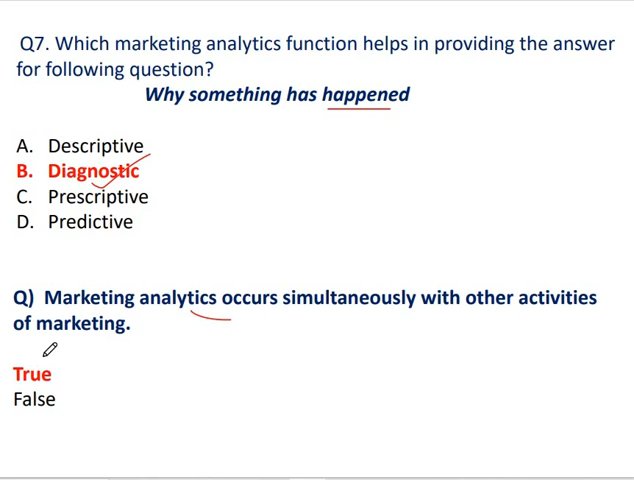 Q7. Which marketing analytics function helps in providing the answer
for following question?
Why something has happened
A. Descriptive
B. Diagnostic
C. Prescriptive
D. Predictive
Q) Marketing analytics occurs simultaneously with other activities
of marketing.
True
False